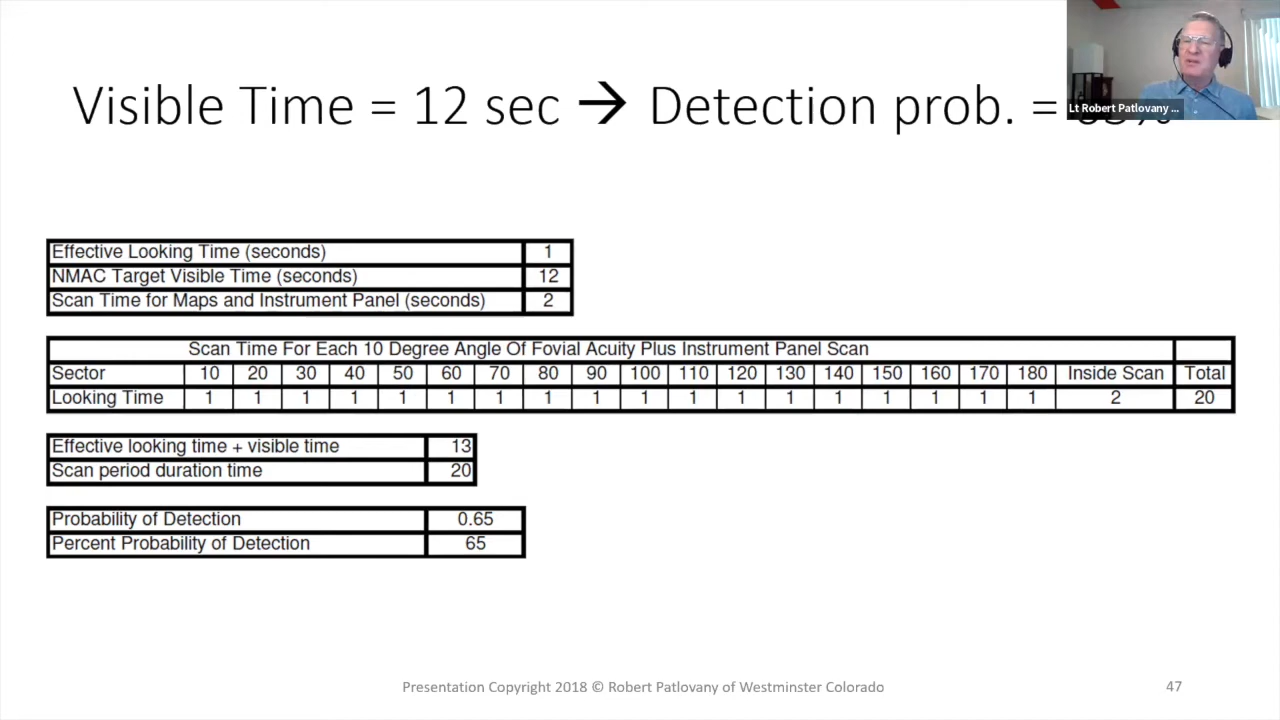 Visible Time = 12 sec → Detection prob. =
Lt Robert Patlovany ...
Effective Looking Time (seconds) 1
NMAC Target Visible Time (seconds) 12
Scan Time for Maps and Instrument Panel (seconds) 2
Scan Time For Each 10 Degree Angle Of Fovial Acuity Plus Instrument Panel Scan
Sector 10 20 30 40 50 60 70 80 90 100 110 120 130 140 150 160 170 180 Inside Scan Total
Looking Time 1 1 1 1 1 1 1 1 1 1 1 1 1 1 1 1 1 1 2 20
Effective looking time + visible time 13
Scan period duration time 20
Probability of Detection 0.65
Percent Probability of Detection 65
Presentation Copyright 2018 © Robert Patlovany of Westminster Colorado 47